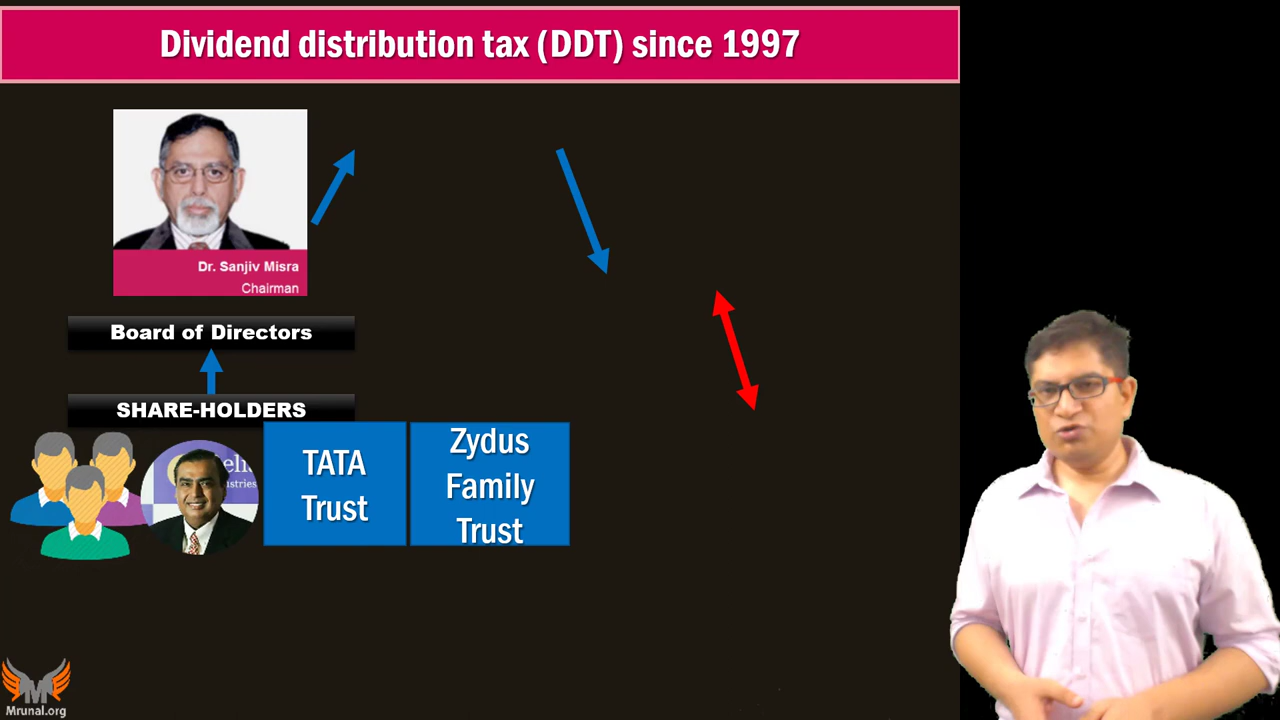 Dividend distribution tax (DDT) since 1997
Dr. Sanjiv Misra
Chairman
Board of Directors
SHARE-HOLDERS
TATA
Trust
Zydus
Family
Trust
Mrunal.org